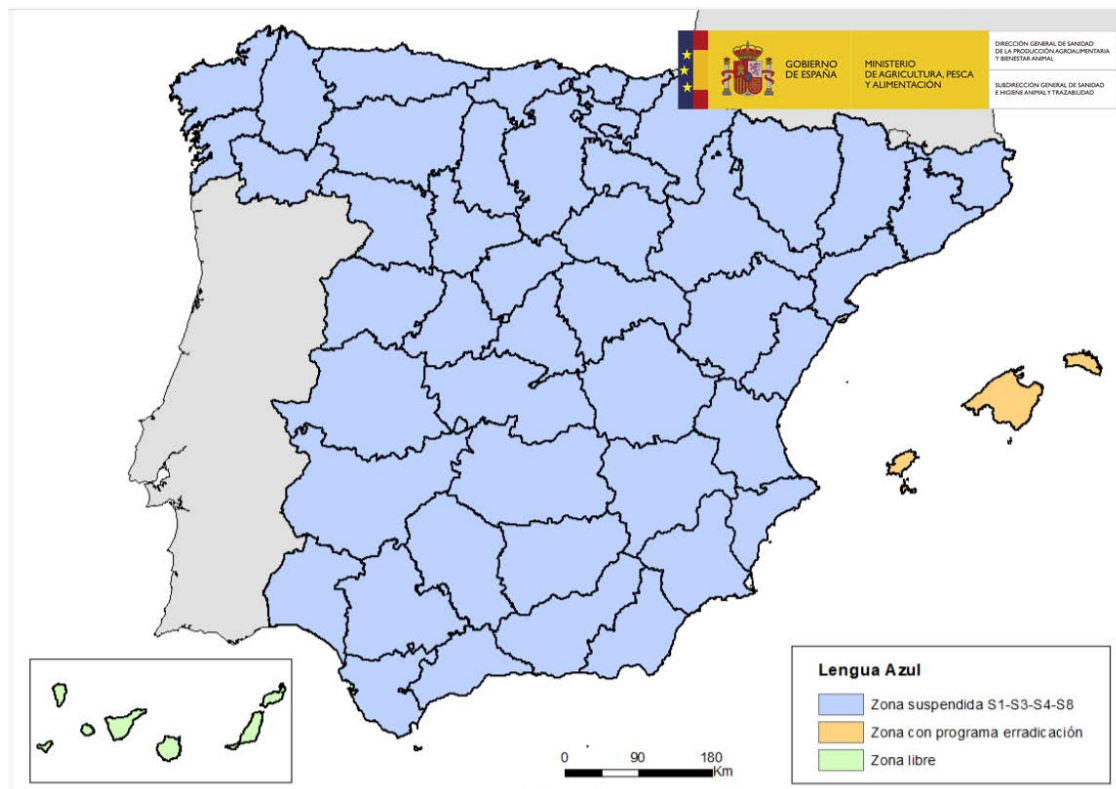 GOBIERNO
DE ESPAÑA
MINISTERIO
DE AGRICULTURA, PESCA
Y ALIMENTACIÓN
DIRECCIÓN GENERAL DE SANIDAD
DE LA PRODUCCIÓN AGROALIMENTARIA
Y BIENESTAR ANIMAL
SUBDIRECCIÓN GENERAL DE SANIDAD
E HIGIENE ANIMAL Y TRAZABILIDAD
Lengua Azul
Zona suspendida S1-S3-S4-S8
Zona con programa erradicación
Zona libre
0 90 180
Km